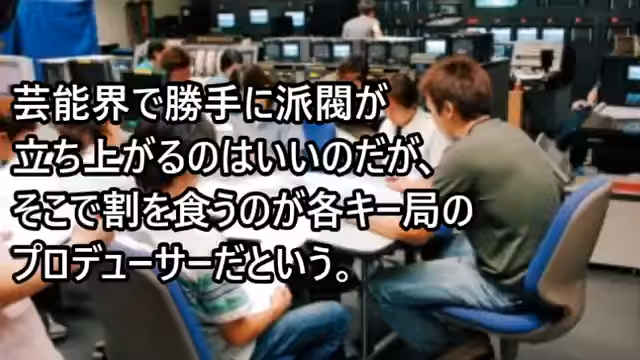 芸能界で勝手に派閥が
立ち上がるのはいいのだが、
そこで割を食うのが各キー局の
プロデューサーだという。